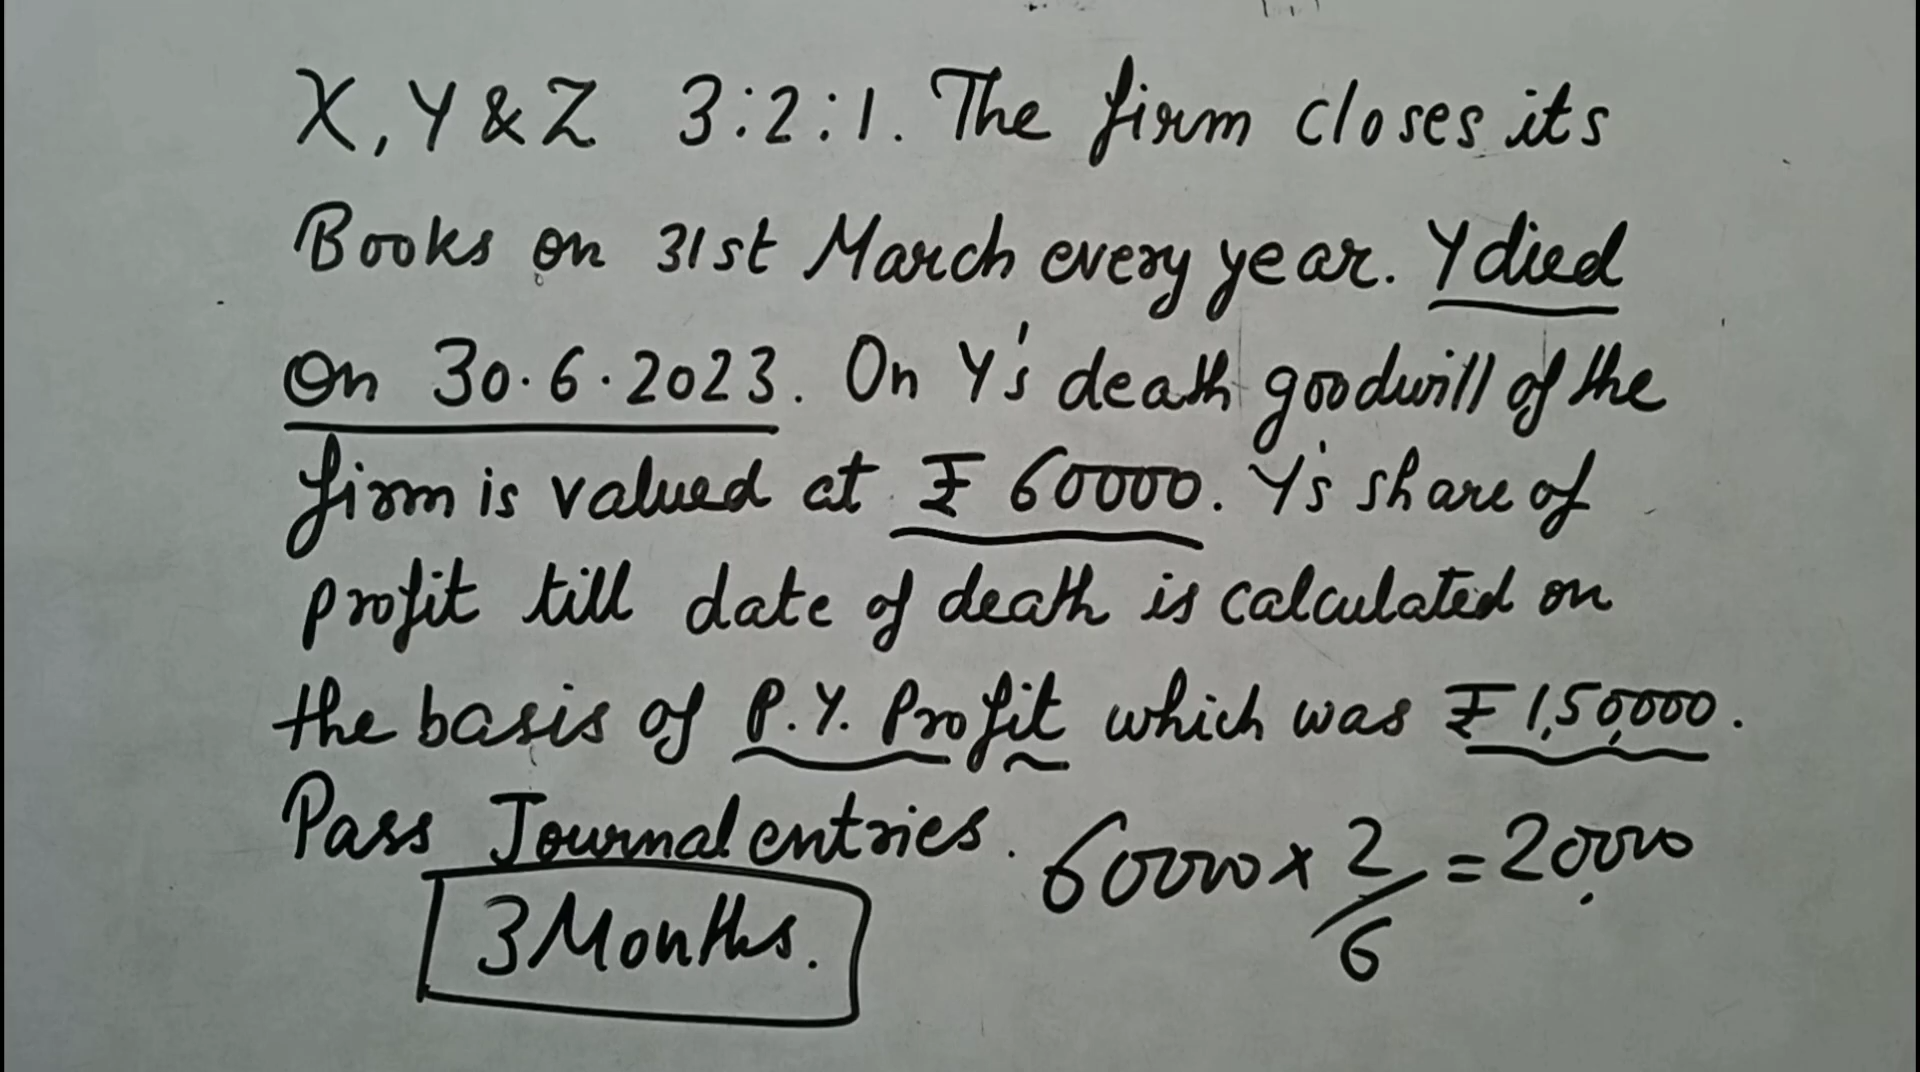 X, Y & Z 3:2:1. The firm closes its
Books on 31st March every year. Y died
On 30.6.2023. On Y's death goodwill of the
firm is valued at ₹ 60000. Y's share of
profit till date of death is calculated on
the basis of P.Y. Profit which was ₹ 1,50,000.
Pass Journal entries. 60000 x 2/6 = 20,000
3 Months.